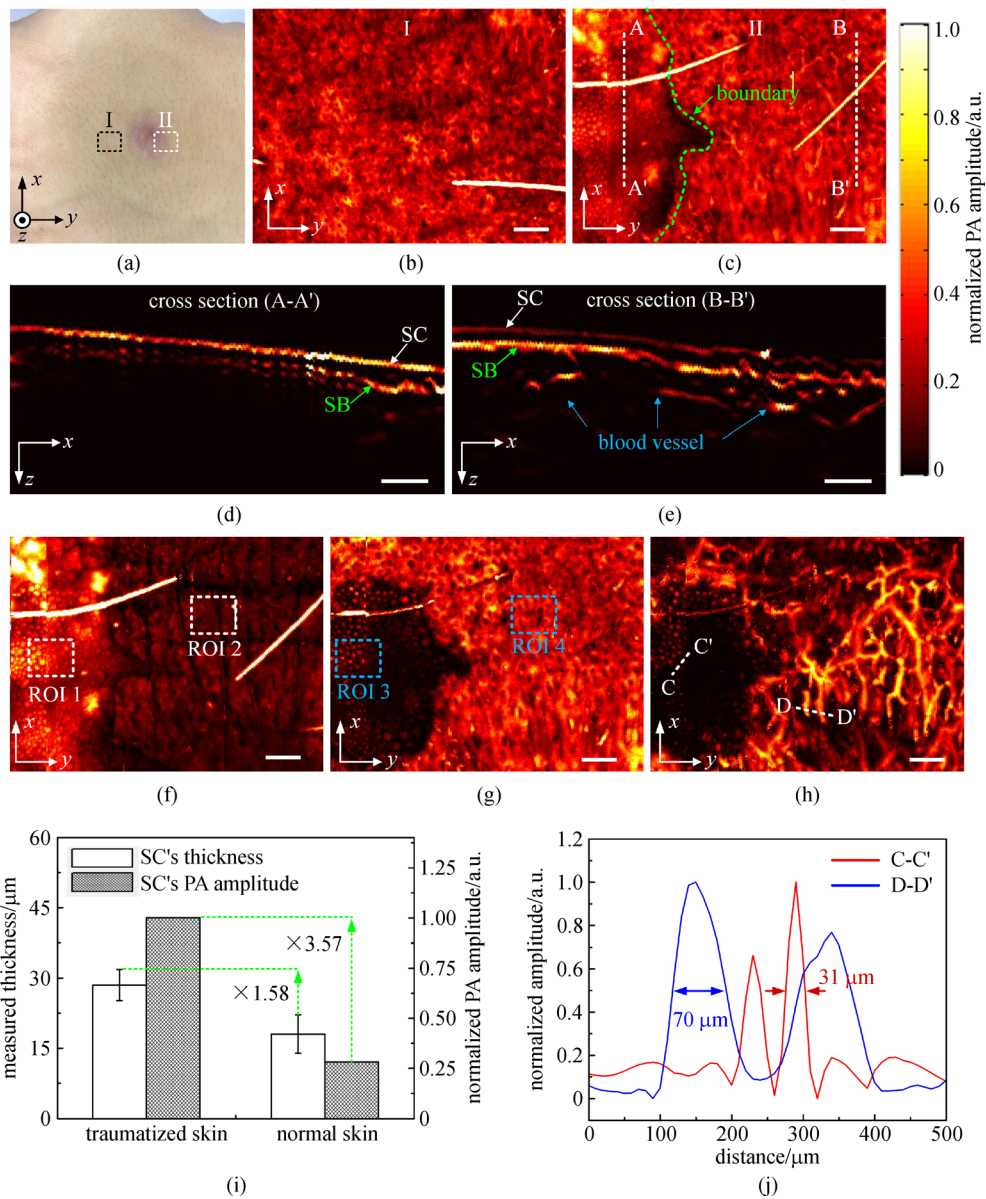 I
II
x
y
z
(a)
I
x
y
(b)
A
II
B
boundary
A'
B'
x
y
(c)
1.0
0.8
0.6
0.4
0.2
0
normalized PA amplitude/a.u.
cross section (A-A')
SC
SB
x
z
(d)
cross section (B-B')
SC
SB
blood vessel
x
z
(e)
ROI 1
ROI 2
x
y
(f)
ROI 3
ROI 4
x
y
(g)
C'
C
D
D'
x
y
(h)
60
45
30
15
0
measured thickness/μm
SC's thickness
SC's PA amplitude
×3.57
×1.58
1.25
1.00
0.75
0.50
0.25
0
normalized PA amplitude/a.u.
traumatized skin
normal skin
(i)
1.2
1.0
0.8
0.6
0.4
0.2
0
normalized amplitude/a.u.
C-C'
D-D'
31 μm
70 μm
0
100
200
300
400
500
distance/μm
(j)